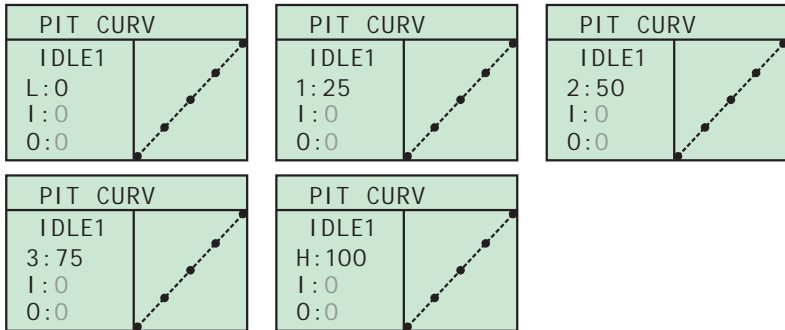 PIT CURV
IDLE1
L:0
I:0
O:0
PIT CURV
IDLE1
1:25
I:0
O:0
PIT CURV
IDLE1
2:50
I:0
O:0
PIT CURV
IDLE1
3:75
I:0
O:0
PIT CURV
IDLE1
H:100
I:0
O:0